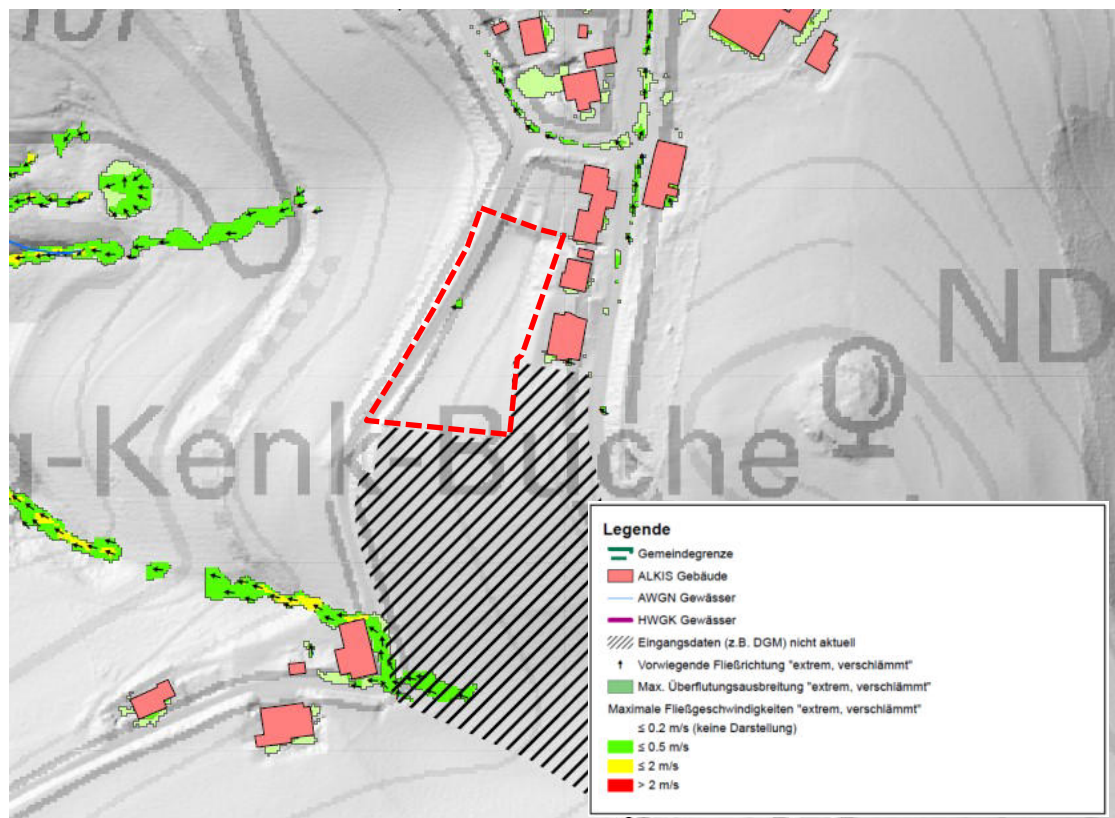 ND
-Kenk-Buche
Legende
Gemeindegrenze
ALKIS Gebäude
AWGN Gewässer
HWGK Gewässer
Eingangsdaten (z.B. DGM) nicht aktuell
Vorwiegende Fließrichtung "extrem, verschlämmt"
Max. Überflutungsausbreitung "extrem, verschlämmt"
Maximale Fließgeschwindigkeiten "extrem, verschlämmt"
≤ 0.2 m/s (keine Darstellung)
≤ 0.5 m/s
≤ 2 m/s
> 2 m/s